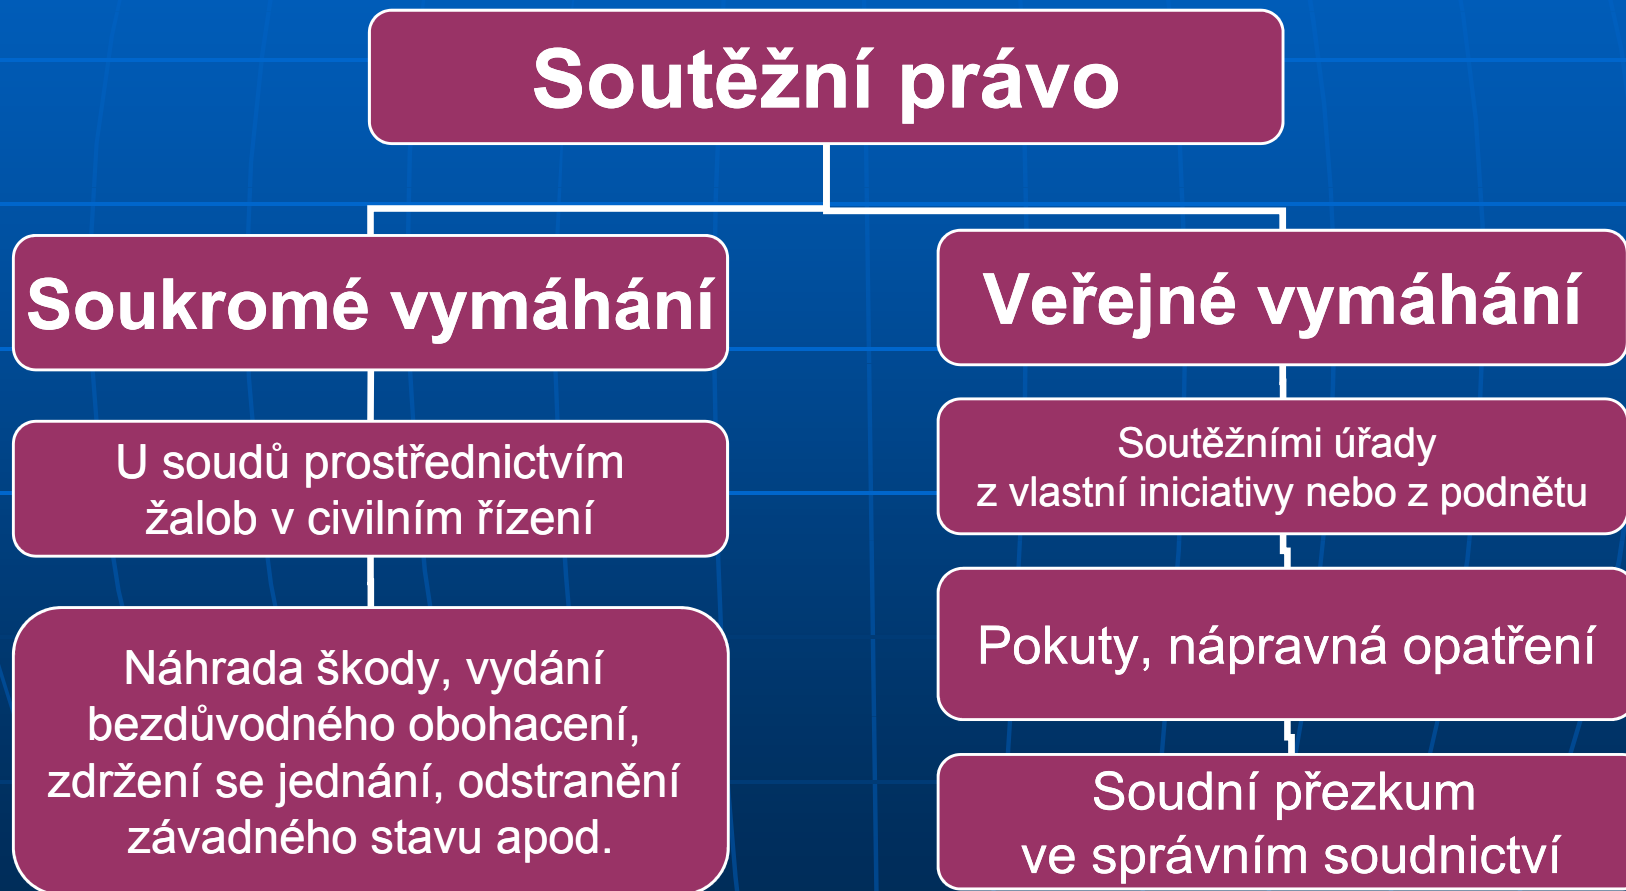 Soutěžní právo
Soukromé vymáhání
U soudů prostřednictvím
žalob v civilním řízení
Náhrada škody, vydání
bezdůvodného obohacení,
zdržení se jednání, odstranění
závadného stavu apod.
Veřejné vymáhání
Soutěžními úřady
z vlastní iniciativy nebo z podnětu
Pokuty, nápravná opatření
Soudní přezkum
ve správním soudnictví